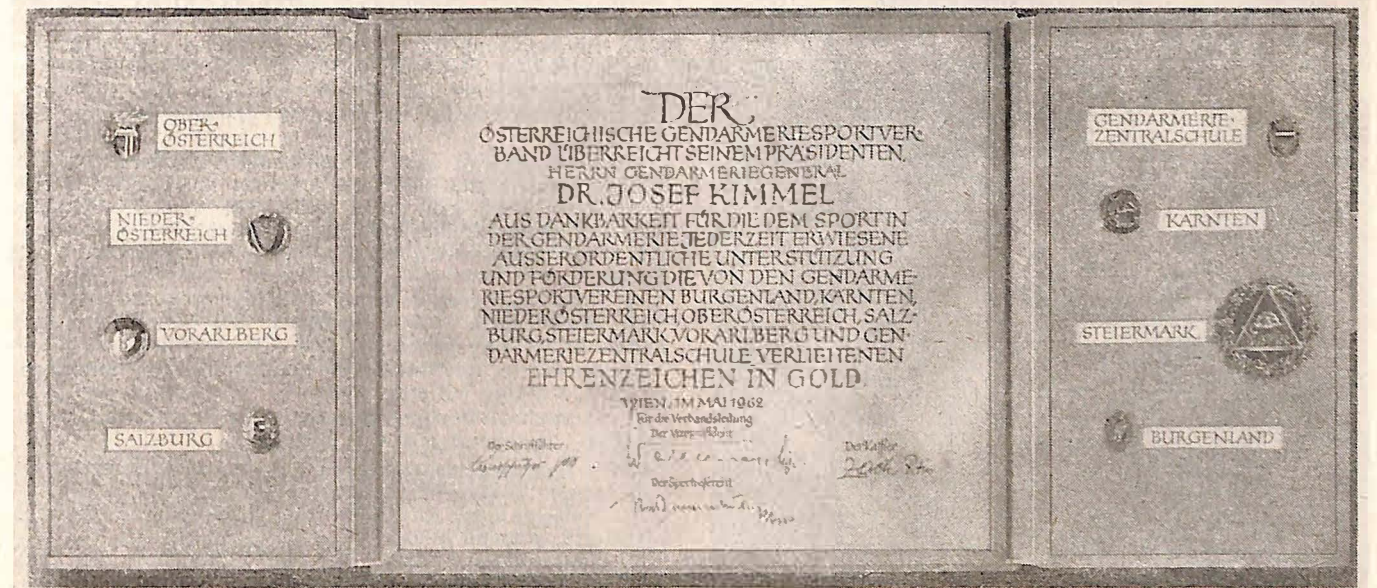 OBER-
ÖSTERREICH
NIEDER-
ÖSTERREICH
VORARLBERG
SALZBURG
DER
ÖSTERREICHISCHE GENDARMERIESPORTVER-
BAND ÜBERREICHT SEINEM PRÄSIDENTEN,
HERRN GENDARMERIEGENERAL
DR. JOSEF KIMMEL
AUS DANKBARKEIT FÜR DIE DEM SPORT IN
DER GENDARMERIE JEDERZEIT ERWIESENE
AUSSERORDENTLICHE UNTERSTÜTZUNG
UND FÖRDERUNG DIE VON DEN GENDARME-
RIESPORTVEREINEN BURGENLAND, KÄRNTEN,
NIEDERÖSTERREICH, OBERÖSTERREICH, SALZ-
BURG, STEIERMARK, VORARLBERG UND GEN-
DARMERIEZENTRALSCHULE VERLIEHENEN
EHRENZEICHEN IN GOLD.
WIEN, IM MAI 1962
Für die Verbandsleitung
Der Vizepräsident
Der Schriftführer
Der Kassier
Der Sportreferent
GENDARMERIE-
ZENTRALSCHULE
KÄRNTEN
STEIERMARK
BURGENLAND